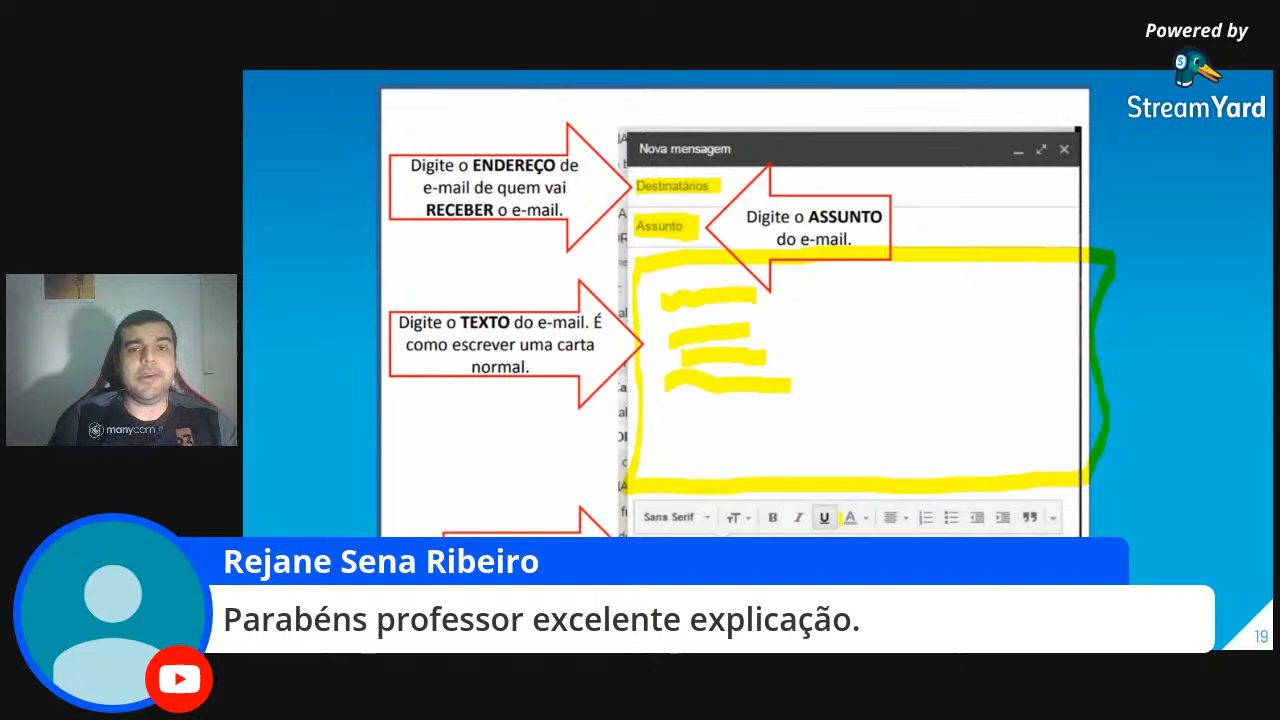 Powered by
StreamYard
Nova mensagem
Digite o ENDEREÇO de
e-mail de quem vai
RECEBER o e-mail.
Destinatários
Assunto
Digite o ASSUNTO
do e-mail.
Digite o TEXTO do e-mail. É
como escrever uma carta
normal.
manycam
Sans Serif
B I U A
Rejane Sena Ribeiro
Parabéns professor excelente explicação.
19